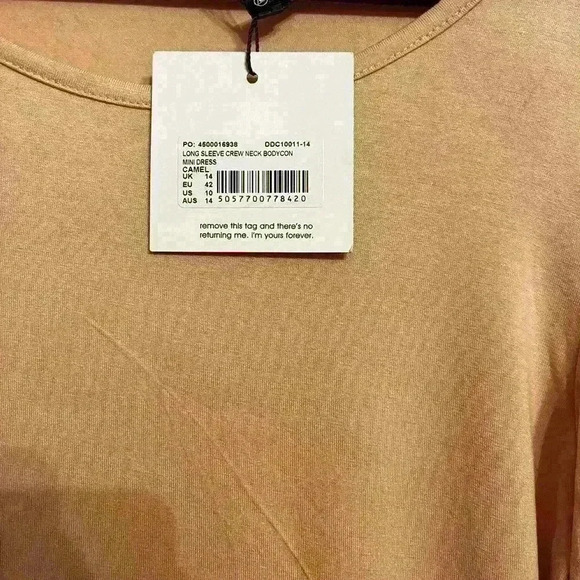 PO: 4500016938 DDC10011-14
LONG SLEEVE CREW NECK BODYCON
MINI DRESS
CAMEL
UK 14
EU 42
US 10
AUS 14
5057700778420
remove this tag and there's no
returning me. i'm yours forever.